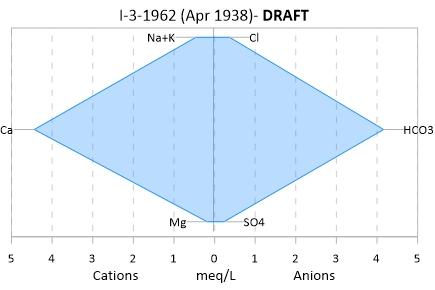 I-3-1962 (Apr 1938)- DRAFT
Na+K Cl
Ca HCO3
Mg SO4
5 4 3 2 1 0 1 2 3 4 5
Cations meq/L Anions